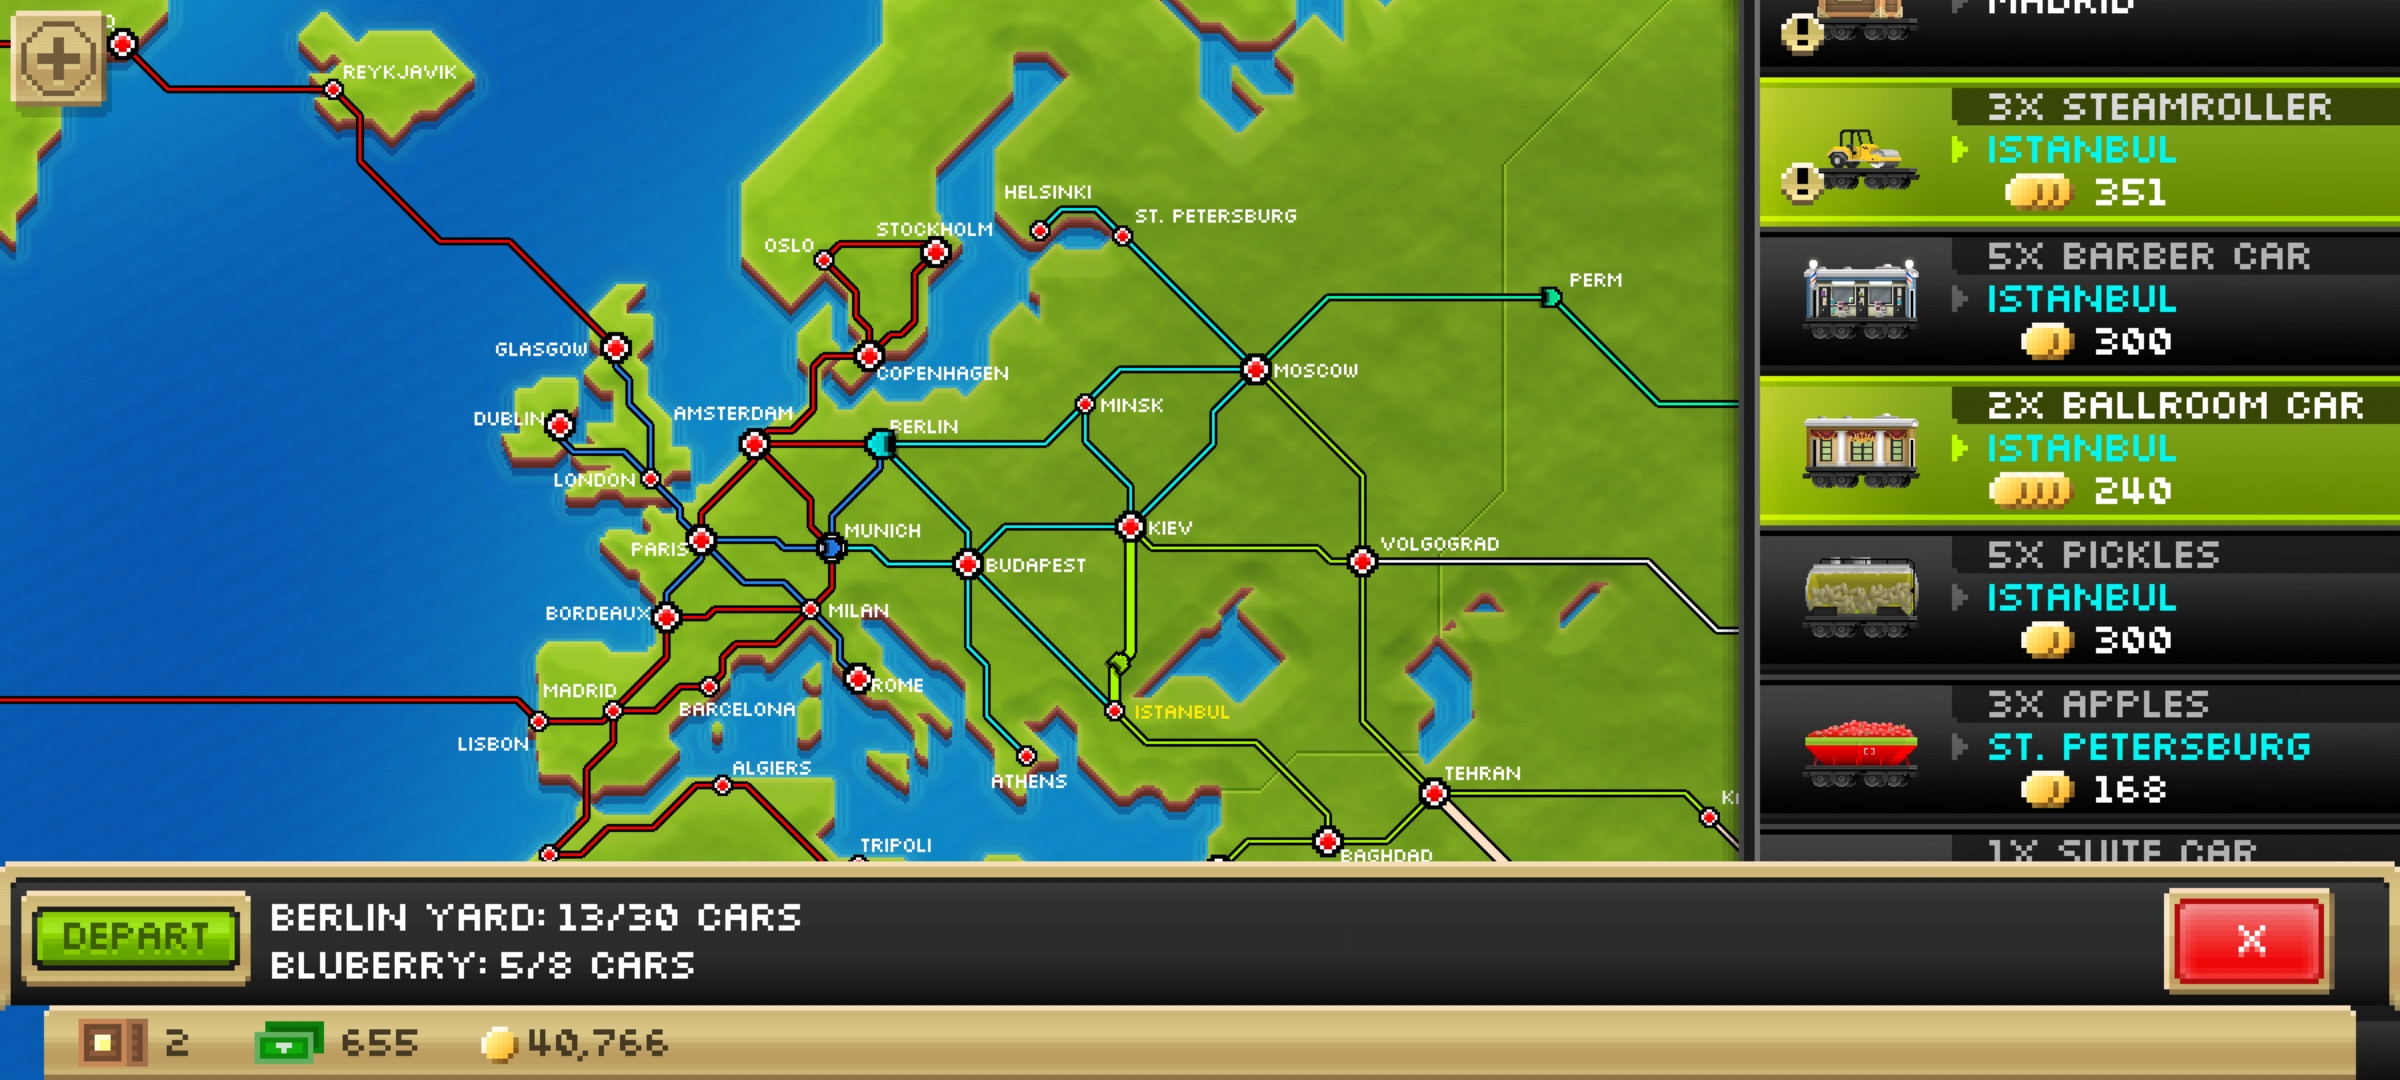 MADRID
REYKJAVIK
3X STEAMROLLER
ISTANBUL
351
HELSINKI
ST. PETERSBURG
STOCKHOLM
OSLO
5X BARBER CAR
ISTANBUL
300
PERM
GLASGOW
COPENHAGEN
MOSCOW
2X BALLROOM CAR
ISTANBUL
240
DUBLIN
AMSTERDAM
BERLIN
MINSK
LONDON
MUNICH
KIEV
VOLGOGRAD
PARIS
BUDAPEST
5X PICKLES
ISTANBUL
300
BORDEAUX
MILAN
MADRID
ROME
BARCELONA
ISTANBUL
LISBON
3X APPLES
ST. PETERSBURG
168
ALGIERS
ATHENS
TEHRAN
TRIPOLI
BAGHDAD
1X SUITE CAR
DEPART
BERLIN YARD: 13/30 CARS
BLUBERRY: 5/8 CARS
X
2
655
40,766